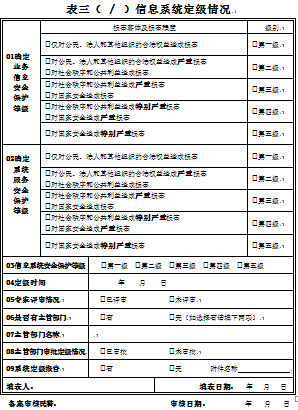 表三（ / ）信息系统定级情况
损害客体及损害程度 级别
01确定业务信息安全保护等级
□仅对公民、法人和其他组织的合法权益造成损害 □第一级
□对公民、法人和其他组织的合法权益造成严重损害
□对社会秩序和公共利益造成损害
□第二级
□对社会秩序和公共利益造成严重损害
□对国家安全造成损害
□第三级
□对社会秩序和公共利益造成特别严重损害
□对国家安全造成严重损害
□第四级
□对国家安全造成特别严重损害 □第五级
02确定系统服务安全保护等级
□仅对公民、法人和其他组织的合法权益造成损害 □第一级
□对公民、法人和其他组织的合法权益造成严重损害
□对社会秩序和公共利益造成损害
□第二级
□对社会秩序和公共利益造成严重损害
□对国家安全造成损害
□第三级
□对社会秩序和公共利益造成特别严重损害
□对国家安全造成严重损害
□第四级
□对国家安全造成特别严重损害 □第五级
03信息系统安全保护等级 □第一级 □第二级 □第三级 □第四级 □第五级
04定级时间 年 月 日
05专家评审情况 □已评审 □未评审
06是否有主管部门 □有 □无（如选择有请填下两项）
07主管部门名称
08主管部门审批定级情况 □已审批 □未审批
09系统定级报告 □有 □无 附件名称
填表人： 填表日期： 年 月 日
备案审核民警： 审核日期： 年 月 日